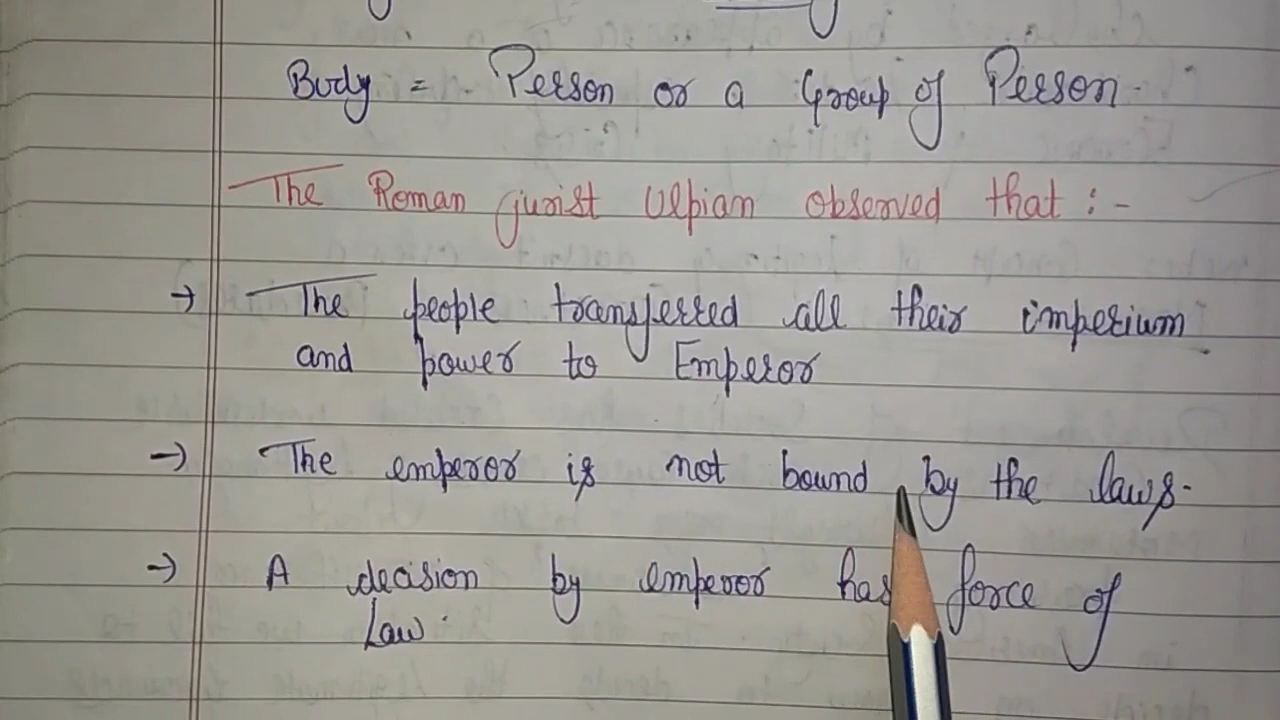 Body = Person or a Group of Person.
The Roman jurist Ulpian observed that :-
→ The people transferred all their imperium
and power to Emperor
→ The emperor is not bound by the laws.
→ A decision by emperor has force of
Law.